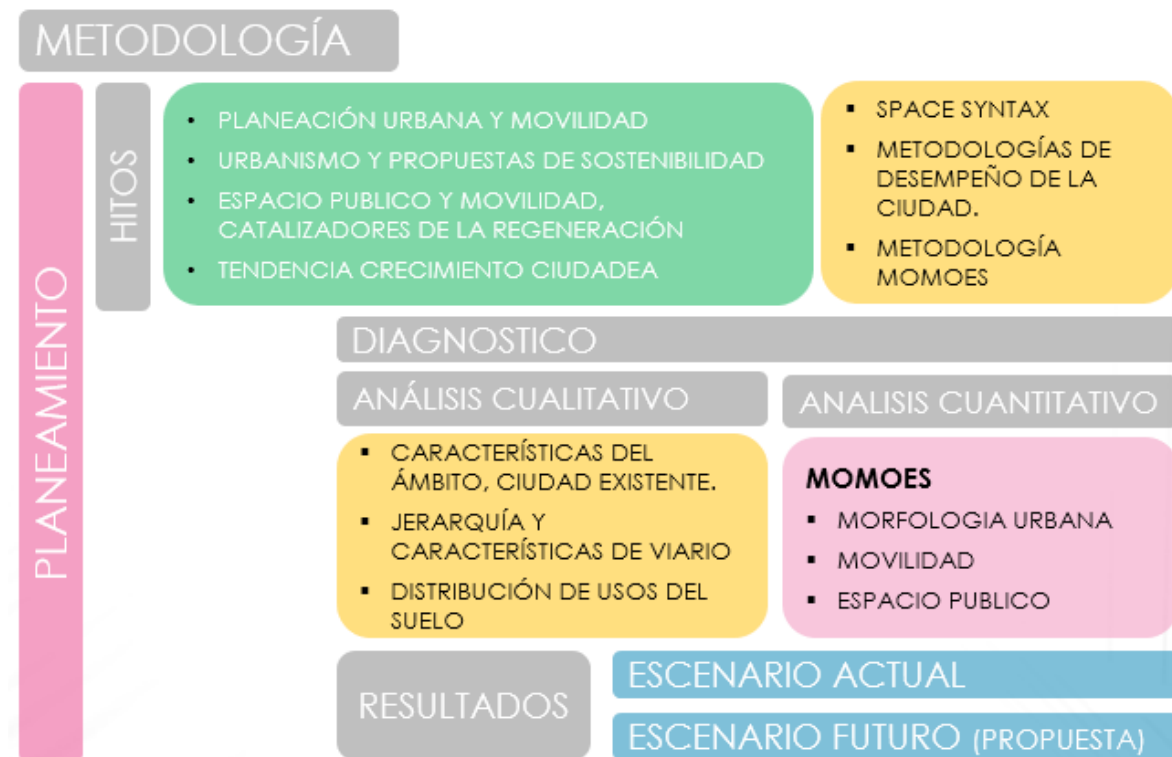 METODOLOGÍA
PLANEAMIENTO
HITOS
• PLANEACIÓN URBANA Y MOVILIDAD
• URBANISMO Y PROPUESTAS DE SOSTENIBILIDAD
• ESPACIO PUBLICO Y MOVILIDAD,
CATALIZADORES DE LA REGENERACIÓN
• TENDENCIA CRECIMIENTO CIUDADEA
▪ SPACE SYNTAX
▪ METODOLOGÍAS DE
DESEMPEÑO DE LA
CIUDAD.
▪ METODOLOGÍA
MOMOES
DIAGNOSTICO
ANÁLISIS CUALITATIVO
▪ CARACTERÍSTICAS DEL
ÁMBITO, CIUDAD EXISTENTE.
▪ JERARQUÍA Y
CARACTERÍSTICAS DE VIARIO
▪ DISTRIBUCIÓN DE USOS DEL
SUELO
ANALISIS CUANTITATIVO
MOMOES
▪ MORFOLOGIA URBANA
▪ MOVILIDAD
▪ ESPACIO PUBLICO
RESULTADOS
ESCENARIO ACTUAL
ESCENARIO FUTURO (PROPUESTA)